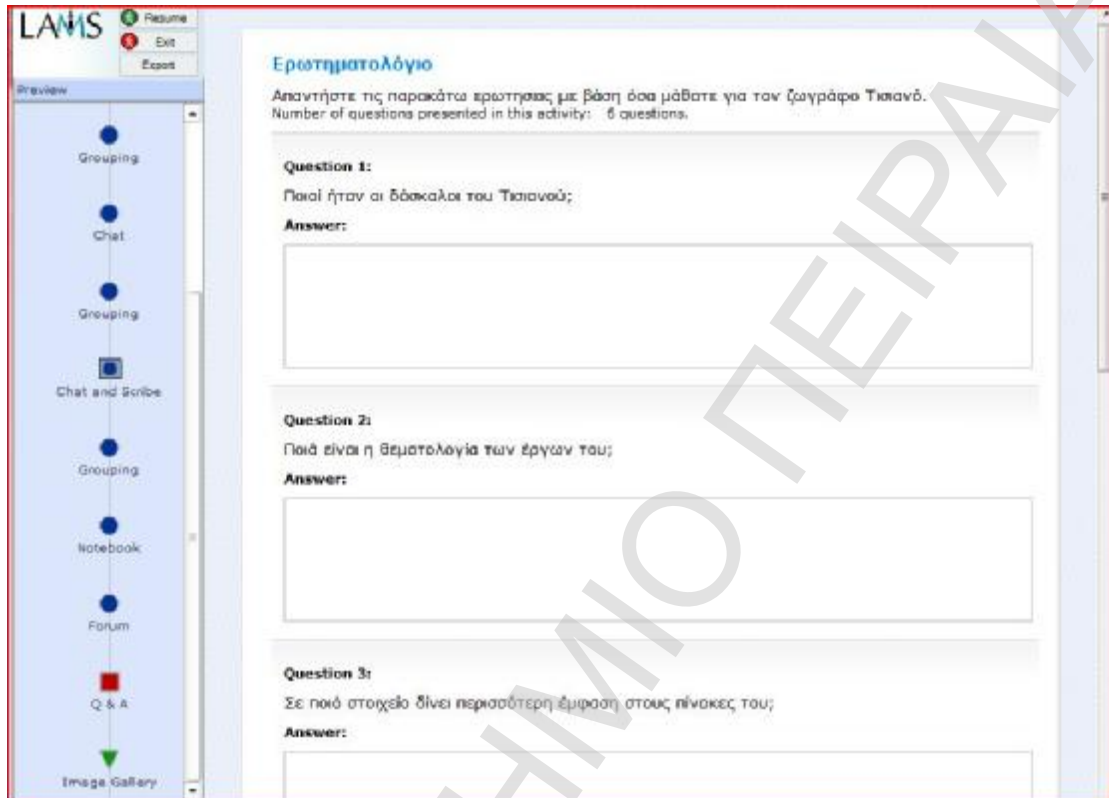 LAMS
Resume
Exit
Export
Preview
Grouping
Chat
Grouping
Chat and Scribe
Grouping
Notebook
Forum
Q & A
Image Gallery
Ερωτηματολόγιο
Απαντήστε τις παρακάτω ερωτησεις με βάση όσα μάθατε για τον ζωγράφο Τισιανό.
Number of questions presented in this activity: 6 questions.
Question 1:
Ποιοί ήταν οι δάσκαλοι του Τισιανού;
Answer:
Question 2:
Ποιά είναι η θεματολογία των έργων του;
Answer:
Question 3:
Σε ποιό στοιχείο δίνει περισσότερη έμφαση στους πίνακες του;
Answer:
ΗΜΙΟ ΠΕΙΡΑΙΑ